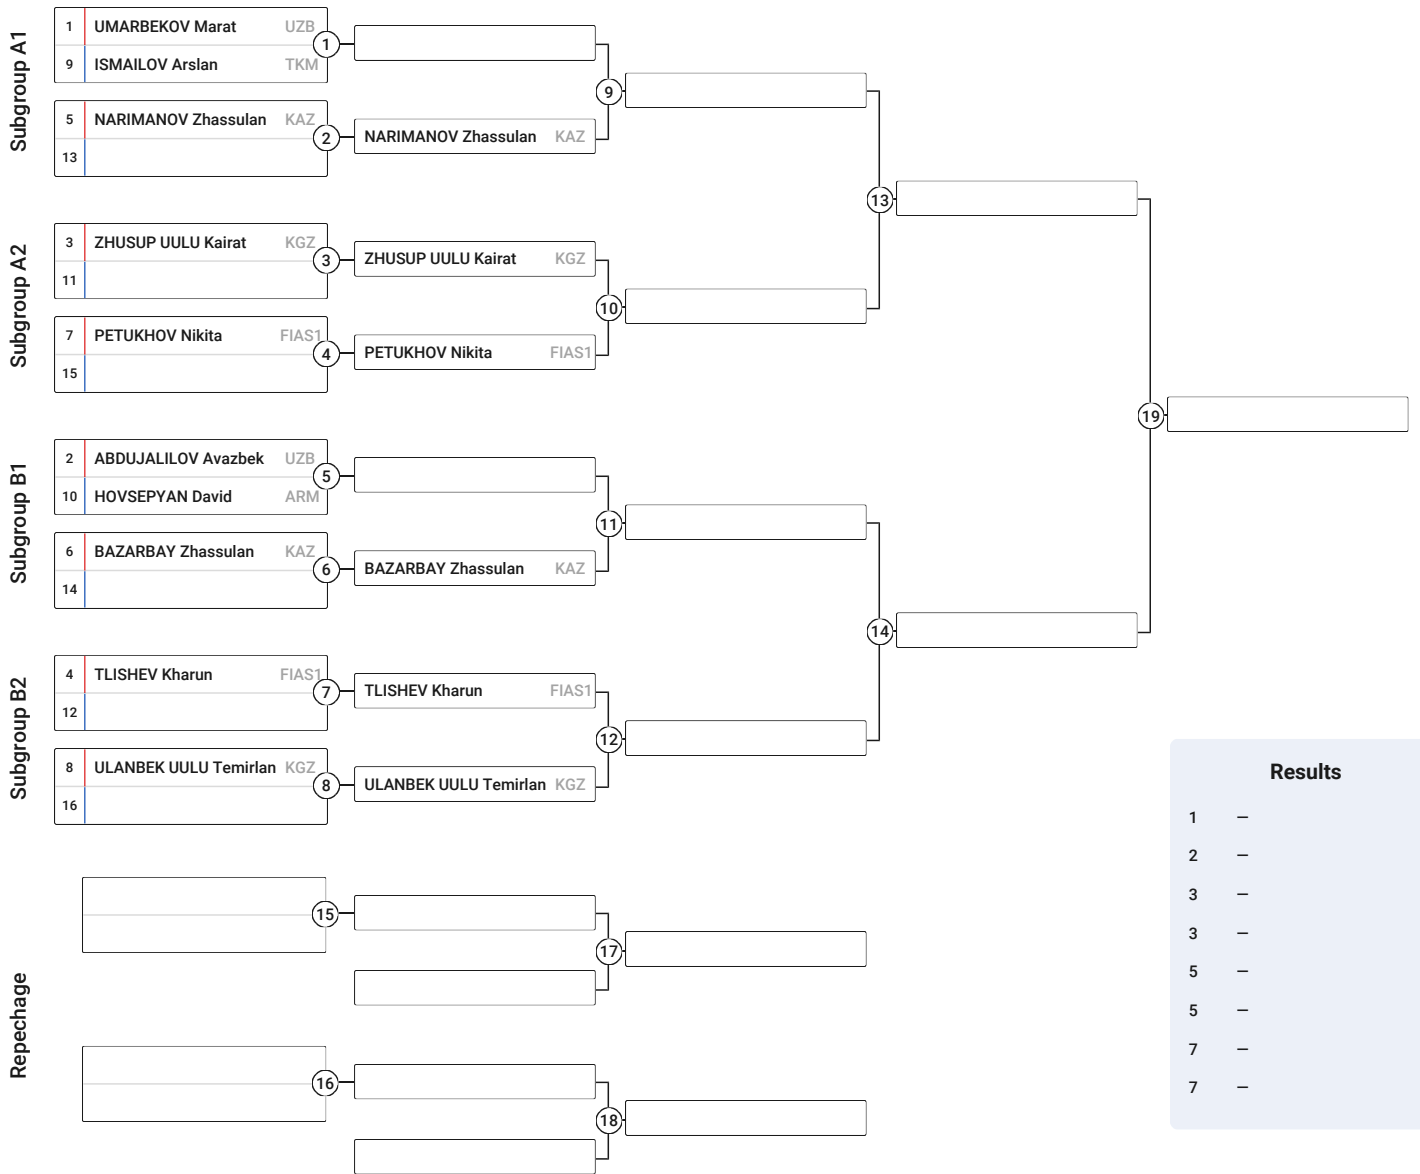 Subgroup A1
1 UMARBEKOV Marat UZB
9 ISMAILOV Arslan TKM
1
5 NARIMANOV Zhassulan KAZ
13
2
NARIMANOV Zhassulan KAZ
9
Subgroup A2
3 ZHUSUP UULU Kairat KGZ
11
3
ZHUSUP UULU Kairat KGZ
7 PETUKHOV Nikita FIAS1
15
4
PETUKHOV Nikita FIAS1
10
13
Subgroup B1
2 ABDUJALILOV Avazbek UZB
10 HOVSEPYAN David ARM
5
6 BAZARBAY Zhassulan KAZ
14
6
BAZARBAY Zhassulan KAZ
11
Subgroup B2
4 TLISHEV Kharun FIAS1
12
7
TLISHEV Kharun FIAS1
8 ULANBEK UULU Temirlan KGZ
16
8
ULANBEK UULU Temirlan KGZ
12
14
19
Repechage
15
17
16
18
Results
1 –
2 –
3 –
3 –
5 –
5 –
7 –
7 –